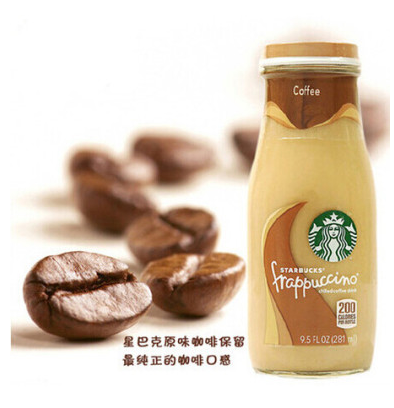 Coffee
STARBUCKS®
frappuccino®
chilled coffee drink
200
CALORIES
PER BOTTLE
9.5 FL OZ (281 mL)
星巴克原味咖啡保留
最纯正的咖啡口感